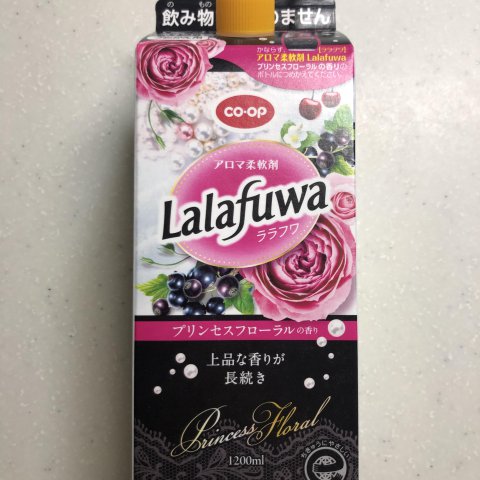 飲み物 のません
かならず、[ララフワ]
アロマ柔軟剤 Lalafuwa
プリンセスフローラルの香りの
ボトルにつめかえてください。
CO·OP
アロマ柔軟剤
Lalafuwa
ララフワ
プリンセスフローラルの香り
上品な香りが
長続き
Princess Floral
1200ml